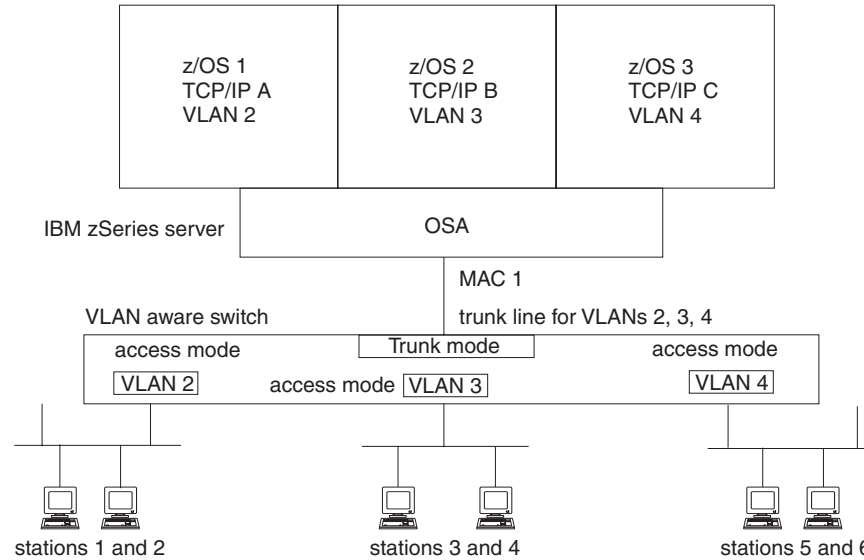 z/OS 1
TCP/IP A
VLAN 2
z/OS 2
TCP/IP B
VLAN 3
z/OS 3
TCP/IP C
VLAN 4
IBM zSeries server
OSA
MAC 1
VLAN aware switch
trunk line for VLANs 2, 3, 4
access mode
Trunk mode
access mode
VLAN 2
access mode
VLAN 3
VLAN 4
stations 1 and 2
stations 3 and 4
stations 5 and 6